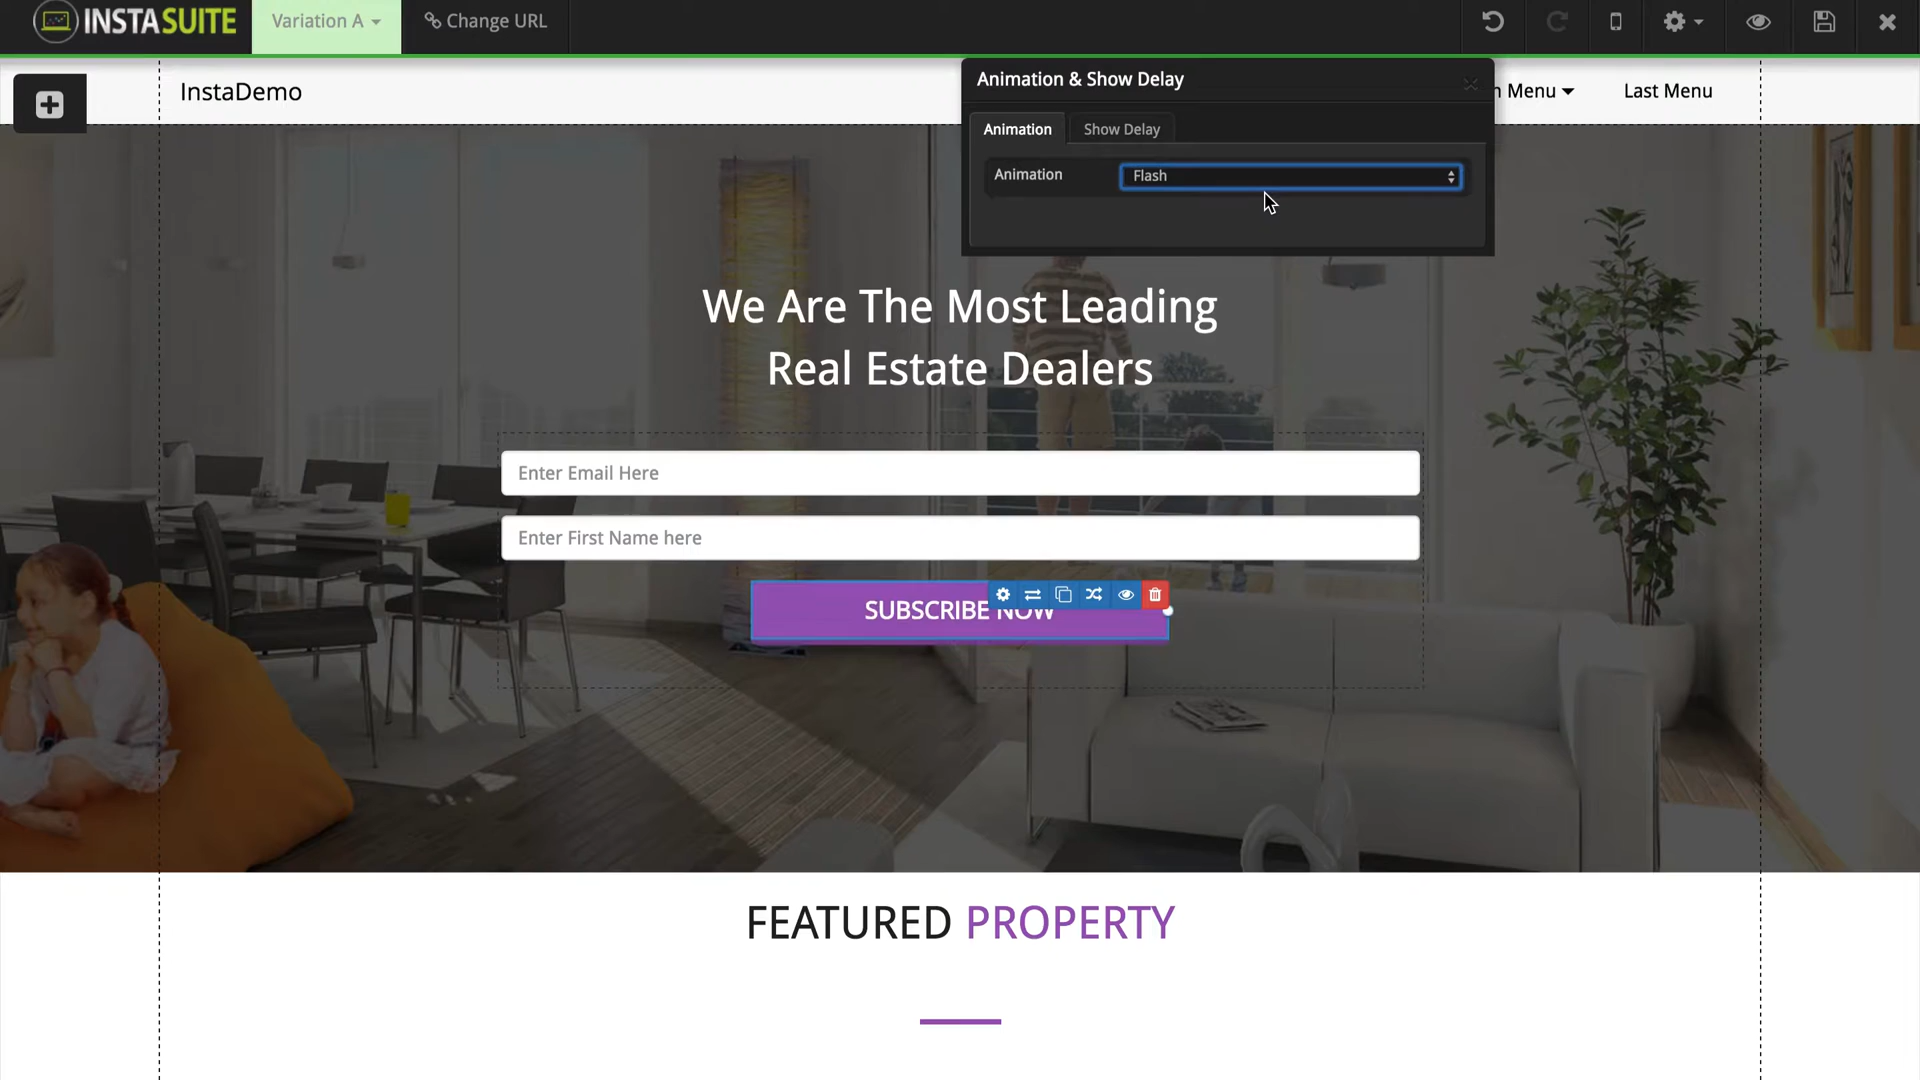 INSTASUITE
Variation A
Change URL
InstaDemo
Animation & Show Delay
Menu
Last Menu
Animation
Show Delay
Animation
Flash
We Are The Most Leading
Real Estate Dealers
Enter Email Here
Enter First Name here
SUBSCRIBE NOW
FEATURED PROPERTY